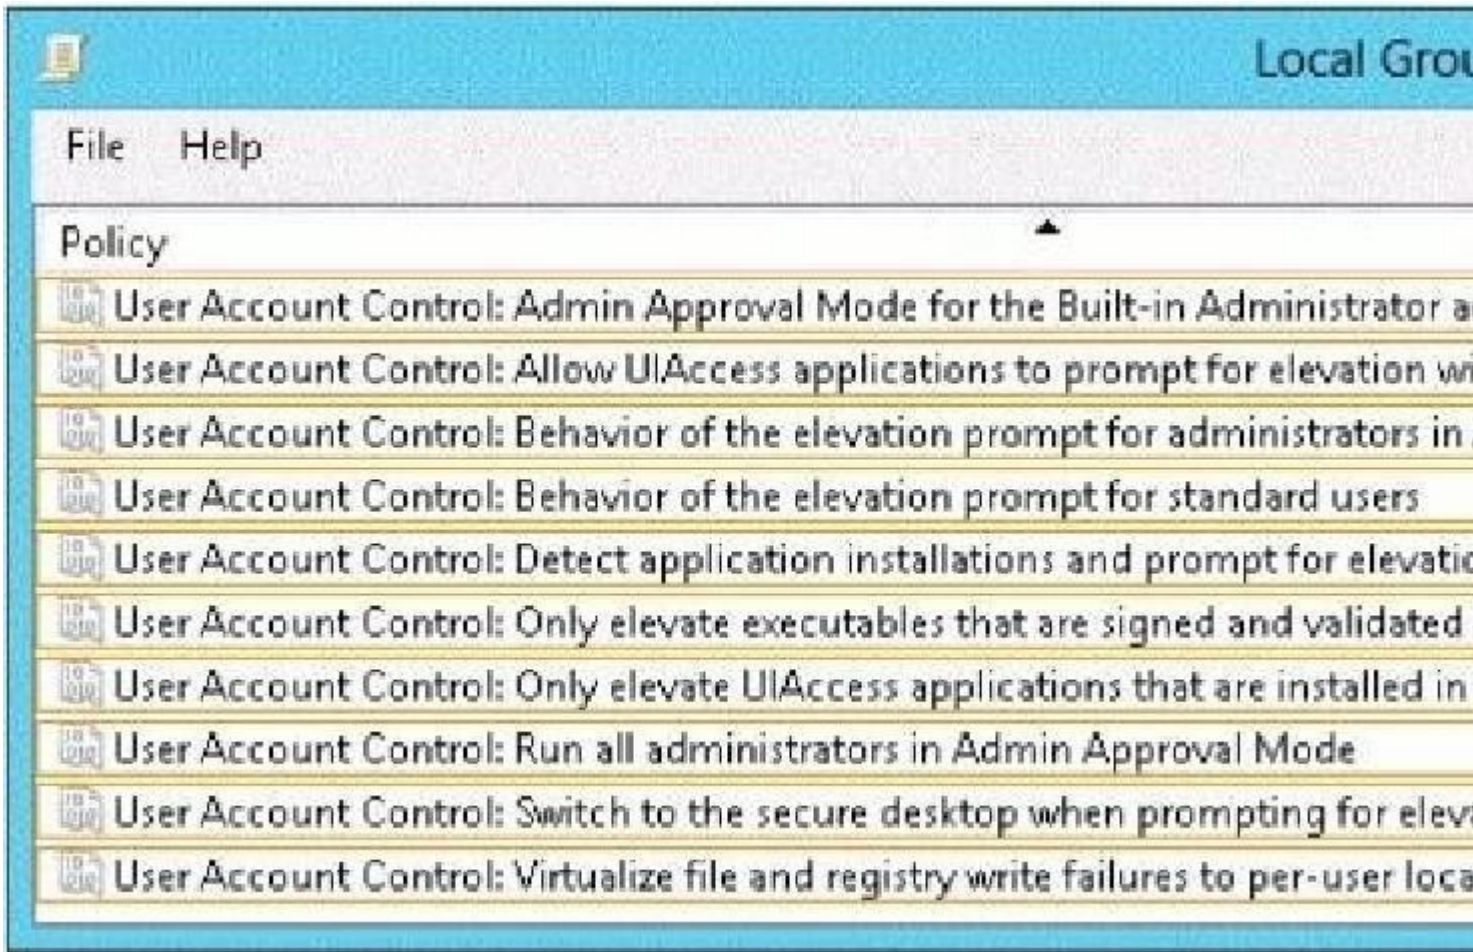 Local Grou
File Help
Policy
User Account Control: Admin Approval Mode for the Built-in Administrator a
User Account Control: Allow UIAccess applications to prompt for elevation wi
User Account Control: Behavior of the elevation prompt for administrators in
User Account Control: Behavior of the elevation prompt for standard users
User Account Control: Detect application installations and prompt for elevatio
User Account Control: Only elevate executables that are signed and validated
User Account Control: Only elevate UIAccess applications that are installed in
User Account Control: Run all administrators in Admin Approval Mode
User Account Control: Switch to the secure desktop when prompting for eleva
User Account Control: Virtualize file and registry write failures to per-user loca